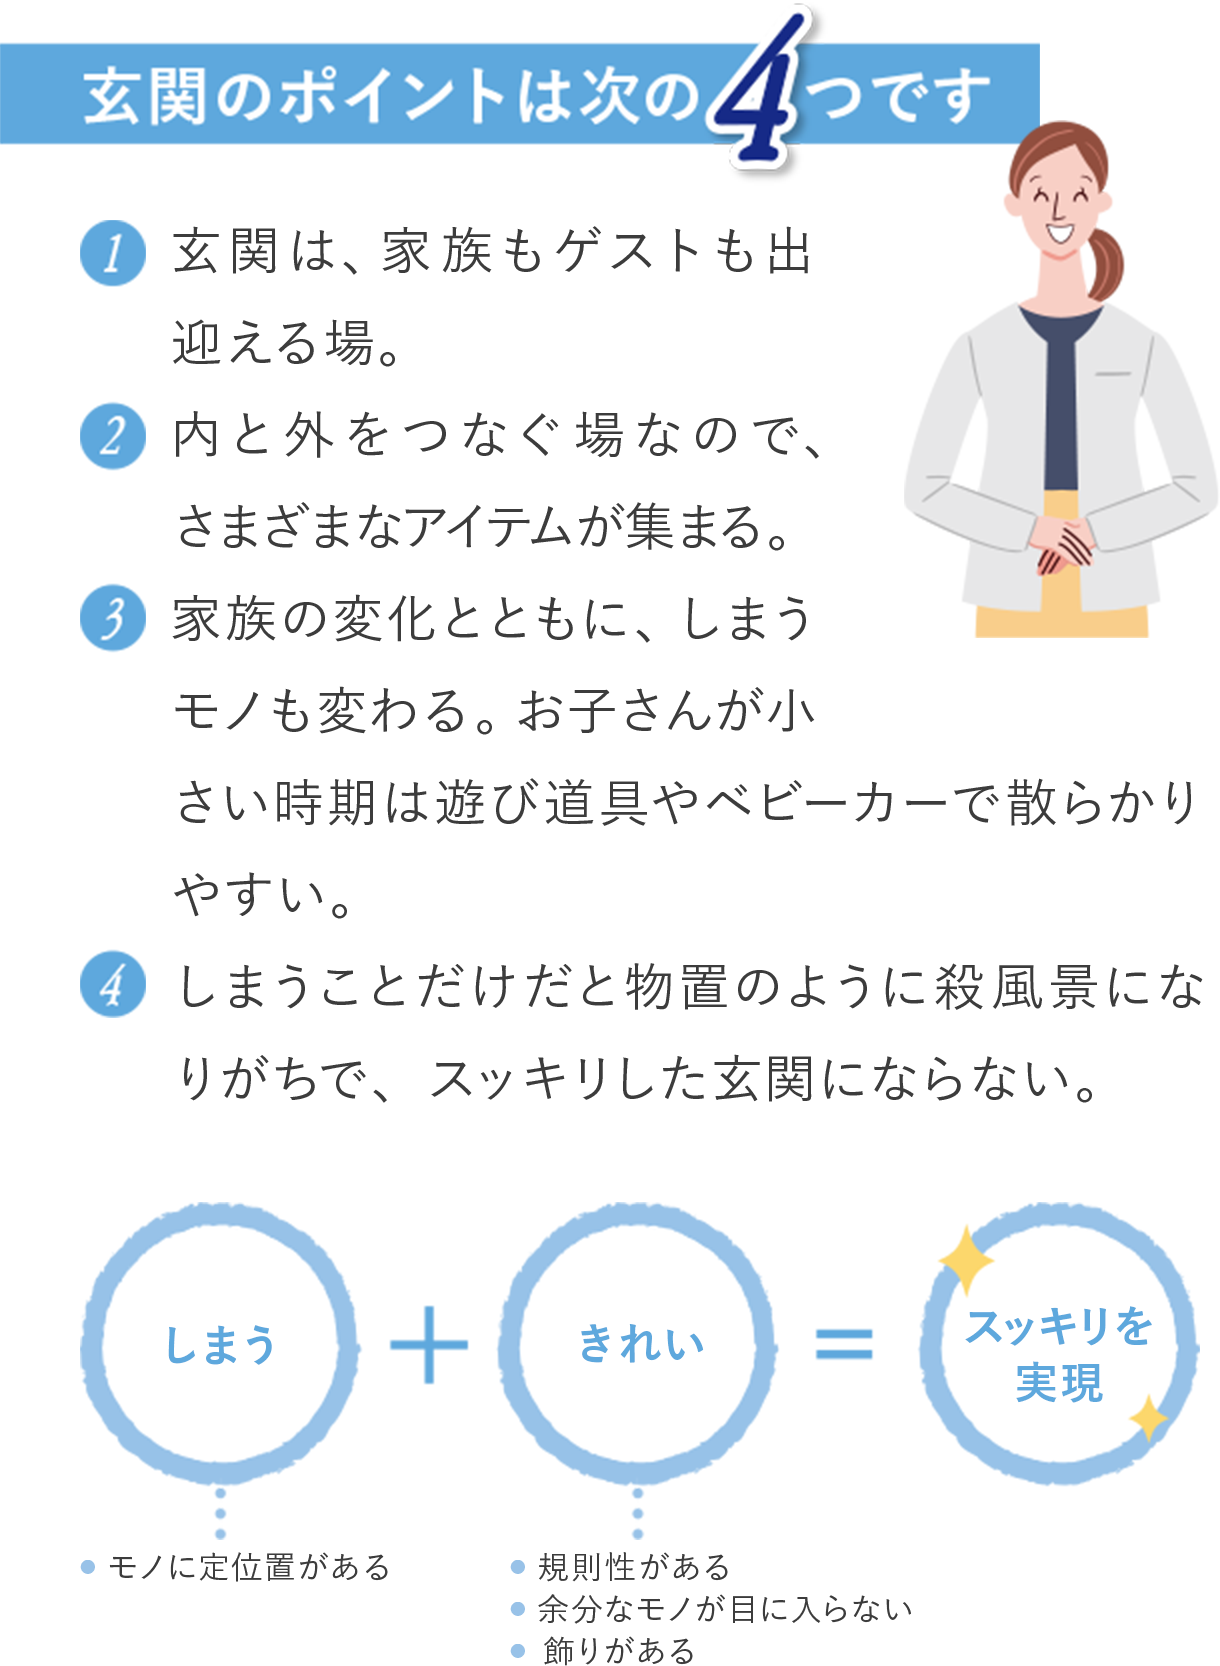 玄関のポイントは次の4つです
1 玄関は、家族もゲストも出
迎える場。
2 内と外をつなぐ場なので、
さまざまなアイテムが集まる。
3 家族の変化とともに、しまう
モノも変わる。お子さんが小
さい時期は遊び道具やベビーカーで散らかり
やすい。
4 しまうことだけだと物置のように殺風景にな
りがちで、スッキリした玄関にならない。
しまう
+
きれい
=
スッキリを
実現
● モノに定位置がある
● 規則性がある
● 余分なモノが目に入らない
● 飾りがある